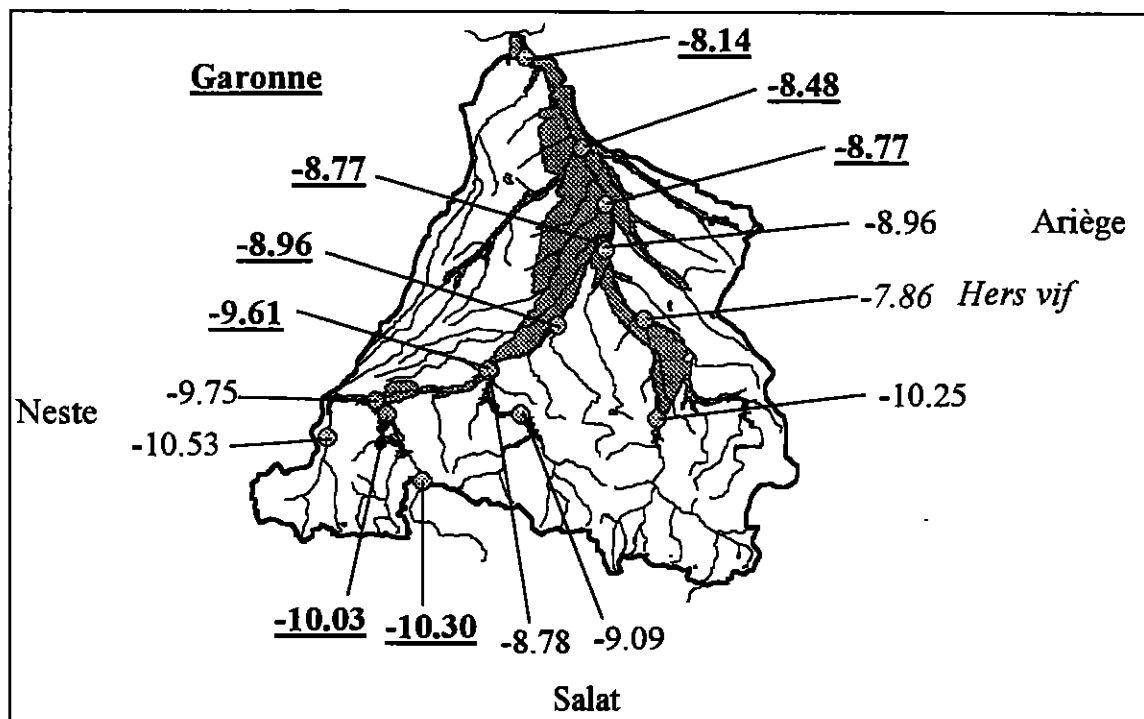 -8.14
Garonne
-8.48
-8.77
-8.77
-8.96 Ariège
-8.96
-7.86 Hers vif
-9.61
-9.75
-10.25
Neste
-10.53
-10.03
-10.30
-8.78
-9.09
Salat